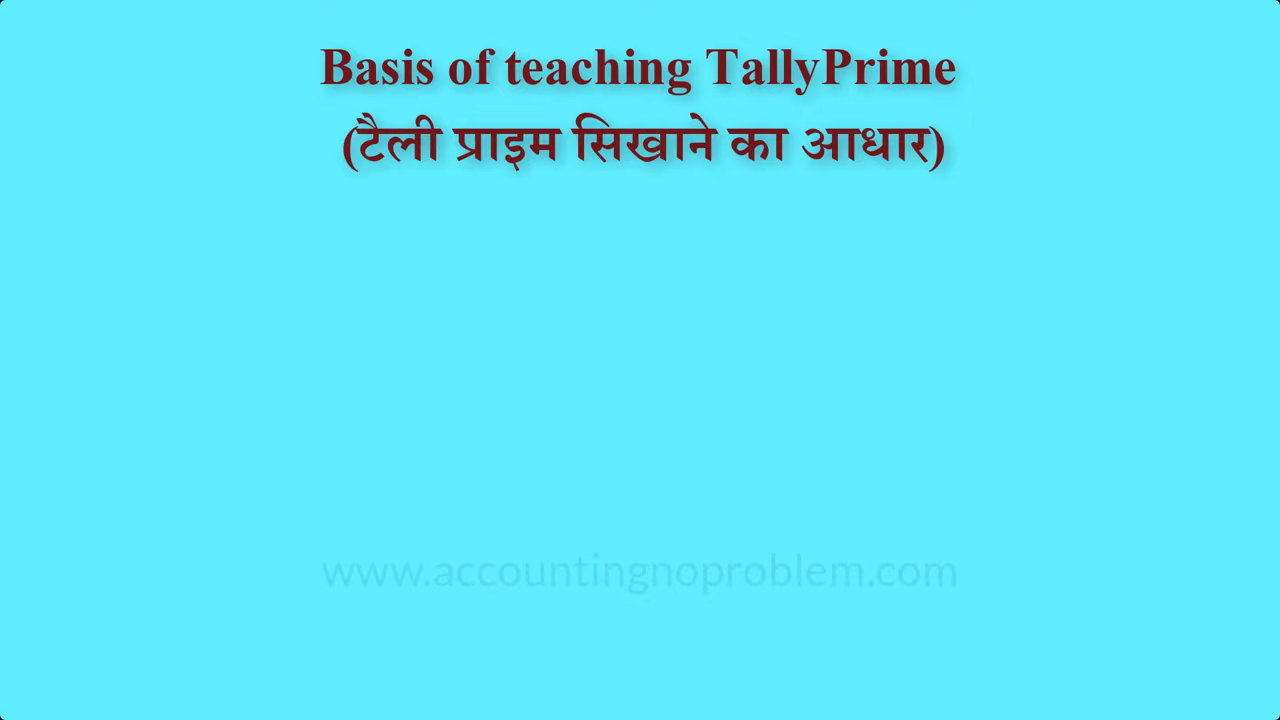 Basis of teaching TallyPrime
(टैली प्राइम सिखाने का आधार)
www.accountingnoproblem.com